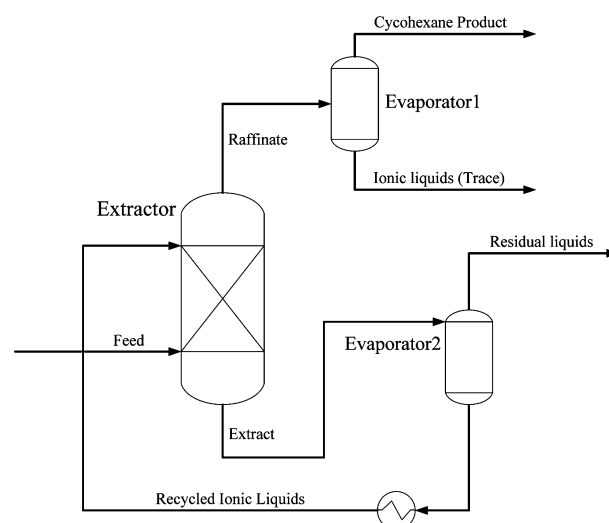 Cycohexane Product
Evaporator1
Raffinate
Ionic liquids (Trace)
Extractor
Residual liquids
Feed
Evaporator2
Extract
Recycled Ionic Liquids